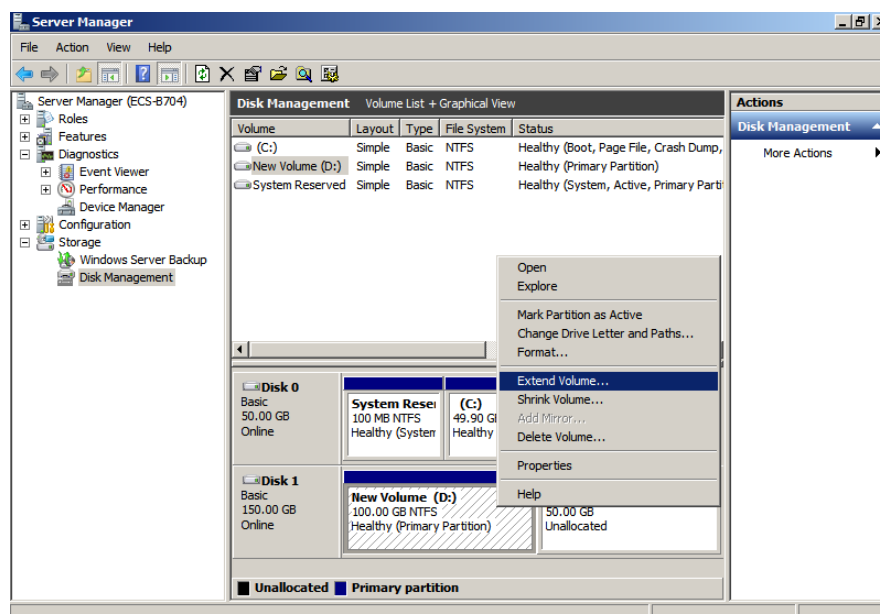 Server Manager
File Action View Help
Server Manager (ECS-B704)
Roles
Features
Diagnostics
Event Viewer
Performance
Device Manager
Configuration
Storage
Windows Server Backup
Disk Management
Disk Management Volume List + Graphical View
Volume Layout Type File System Status
(C:) Simple Basic NTFS Healthy (Boot, Page File, Crash Dump,
New Volume (D:) Simple Basic NTFS Healthy (Primary Partition)
System Reserved Simple Basic NTFS Healthy (System, Active, Primary Parti
Open
Explore
Mark Partition as Active
Change Drive Letter and Paths...
Format...
Extend Volume...
Shrink Volume...
Add Mirror...
Delete Volume...
Properties
Help
Disk 0
Basic
50.00 GB
Online
System Reser
100 MB NTFS
Healthy (System
(C:)
49.90 G
Healthy
Disk 1
Basic
150.00 GB
Online
New Volume (D:)
100.00 GB NTFS
Healthy (Primary Partition)
50.00 GB
Unallocated
Unallocated Primary partition
Actions
Disk Management
More Actions